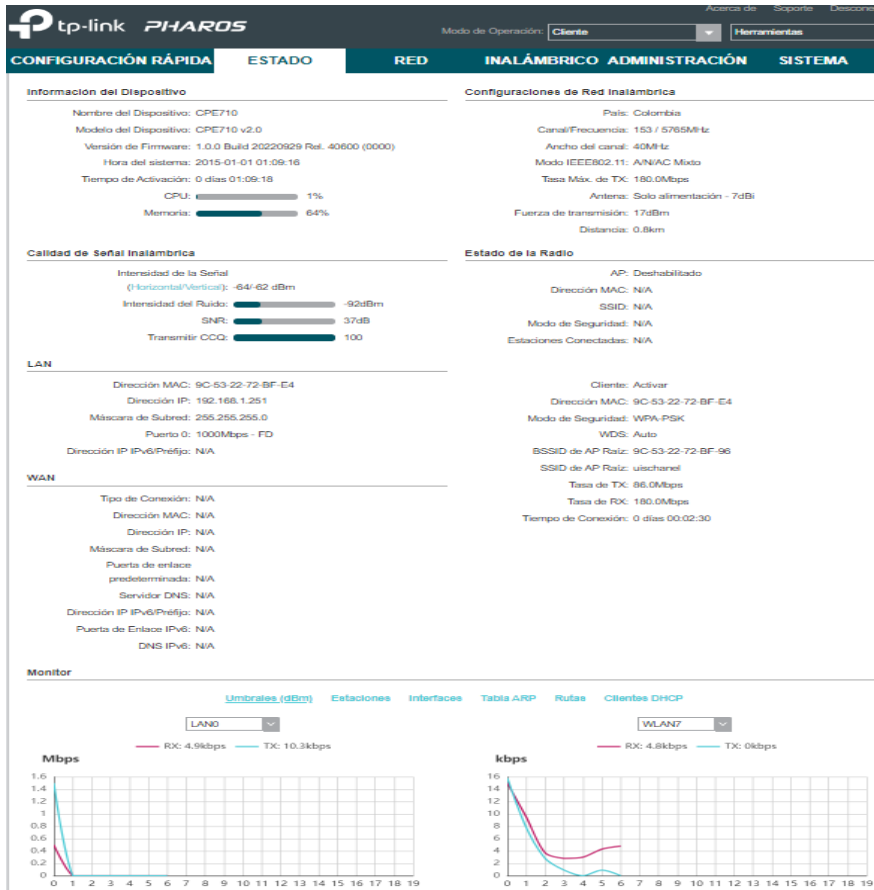 Acerca de Soporte Descone
tp-link PHAROS
Modo de Operación: Cliente Herramientas
CONFIGURACIÓN RÁPIDA ESTADO RED INALÁMBRICO ADMINISTRACIÓN SISTEMA
Información del Dispositivo
Nombre del Dispositivo: CPE710
Modelo del Dispositivo: CPE710 v2.0
Versión de Firmware: 1.0.0 Build 20220929 Rel. 40600 (0000)
Hora del sistema: 2015-01-01 01:09:16
Tiempo de Activación: 0 días 01:09:18
CPU: 1%
Memoria: 64%
Configuraciones de Red Inalámbrica
País: Colombia
Canal/Frecuencia: 153 / 5765MHz
Ancho del canal: 40MHz
Modo IEEE802.11: A/N/AC Mixto
Tasa Máx. de TX: 180.0Mbps
Antena: Solo alimentación - 7dBi
Fuerza de transmisión: 17dBm
Distancia: 0.8km
Calidad de Señal Inalámbrica
Intensidad de la Señal
(Horizontal/Vertical): -64/-62 dBm
Intensidad del Ruido: -92dBm
SNR: 37dB
Transmitir CCQ: 100
Estado de la Radio
AP: Deshabilitado
Dirección MAC: N/A
SSID: N/A
Modo de Seguridad: N/A
Estaciones Conectadas: N/A
LAN
Dirección MAC: 9C-53-22-72-BF-E4
Dirección IP: 192.168.1.251
Máscara de Subred: 255.255.255.0
Puerto 0: 1000Mbps - FD
Dirección IP IPv6/Préfijo: N/A
Cliente: Activar
Dirección MAC: 9C-53-22-72-BF-E4
Modo de Seguridad: WPA-PSK
WDS: Auto
BSSID de AP Raíz: 9C-53-22-72-BF-96
SSID de AP Raíz: uischanel
Tasa de TX: 86.0Mbps
Tasa de RX: 180.0Mbps
Tiempo de Conexión: 0 días 00:02:30
WAN
Tipo de Conexión: N/A
Dirección MAC: N/A
Dirección IP: N/A
Máscara de Subred: N/A
Puerta de enlace
predeterminada: N/A
Servidor DNS: N/A
Dirección IP IPv6/Préfijo: N/A
Puerta de Enlace IPv6: N/A
DNS IPv6: N/A
Monitor
Umbrales (dBm) Estaciones Interfaces Tabla ARP Rutas Clientes DHCP
LAN0
RX: 4.9kbps TX: 10.3kbps
Mbps
1.6
1.4
1.2
1
0.8
0.6
0.4
0.2
0
0 1 2 3 4 5 6 7 8 9 10 11 12 13 14 15 16 17 18 19
WLAN7
RX: 4.8kbps TX: 0kbps
kbps
16
14
12
10
8
6
4
2
0
0 1 2 3 4 5 6 7 8 9 10 11 12 13 14 15 16 17 18 19